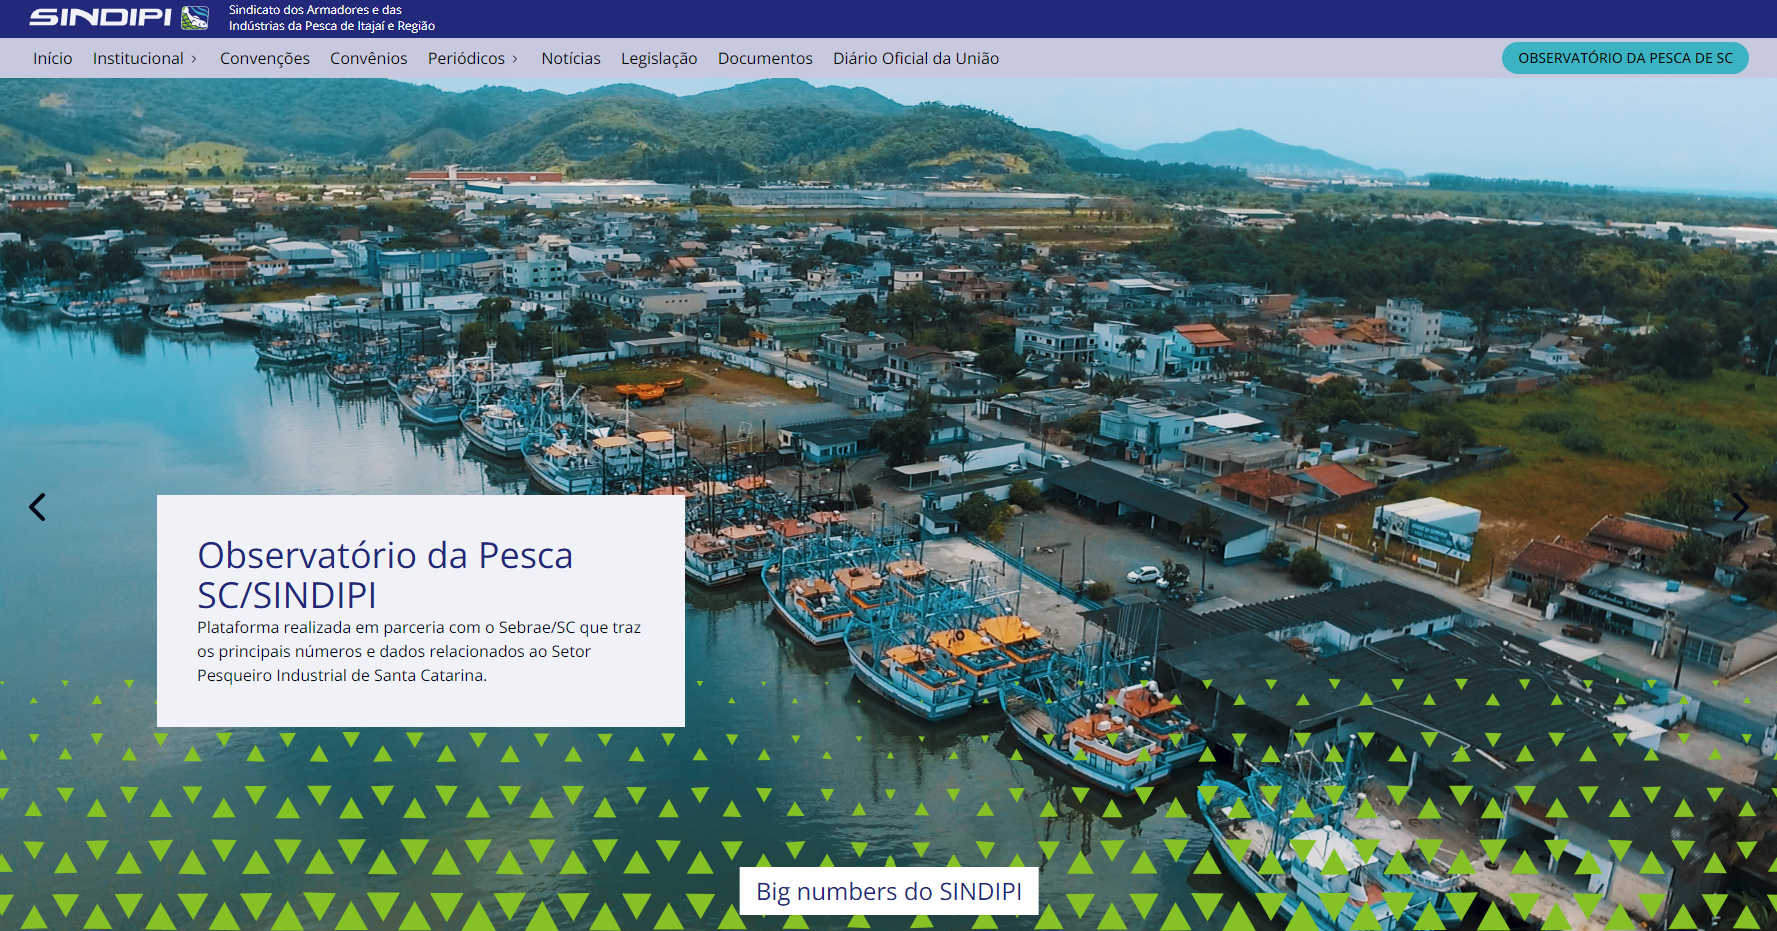 SINDIPI
Sindicato dos Armadores e das
Indústrias da Pesca de Itajaí e Região
Início Institucional Convenções Convênios Periódicos Notícias Legislação Documentos Diário Oficial da União OBSERVATÓRIO DA PESCA DE SC
Observatório da Pesca
SC/SINDIPI
Plataforma realizada em parceria com o Sebrae/SC que traz
os principais números e dados relacionados ao Setor
Pesqueiro Industrial de Santa Catarina.
Big numbers do SINDIPI